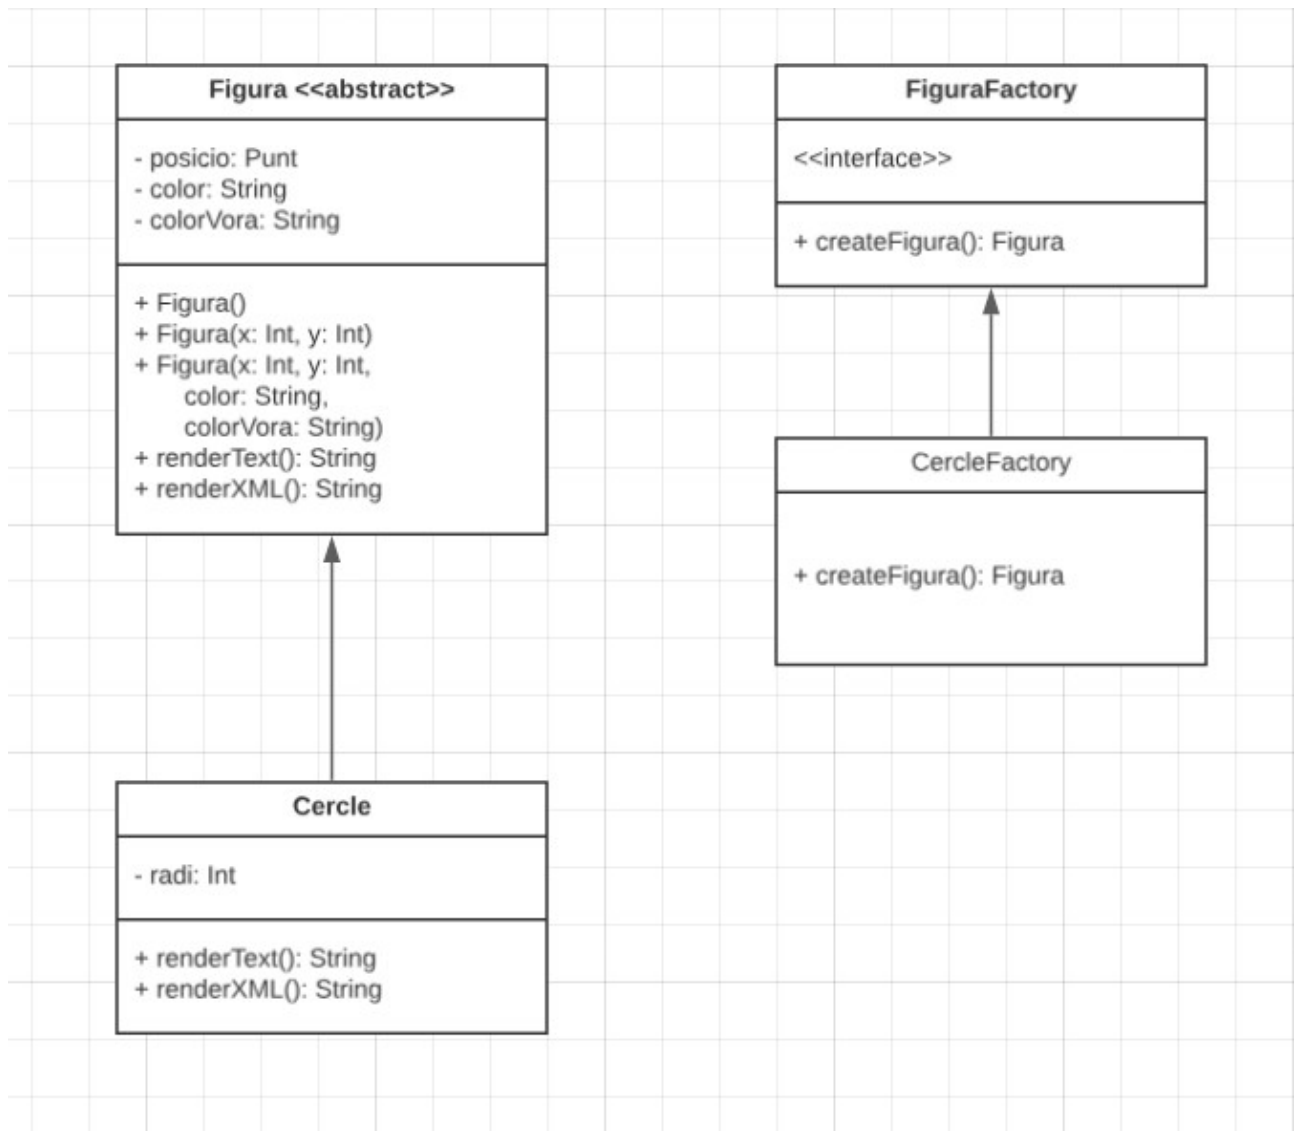 Figura <<abstract>>
- posicio: Punt
- color: String
- colorVora: String
+ Figura()
+ Figura(x: Int, y: Int)
+ Figura(x: Int, y: Int,
color: String,
colorVora: String)
+ renderText(): String
+ renderXML(): String
FiguraFactory
<<interface>>
+ createFigura(): Figura
CercleFactory
+ createFigura(): Figura
Cercle
- radi: Int
+ renderText(): String
+ renderXML(): String